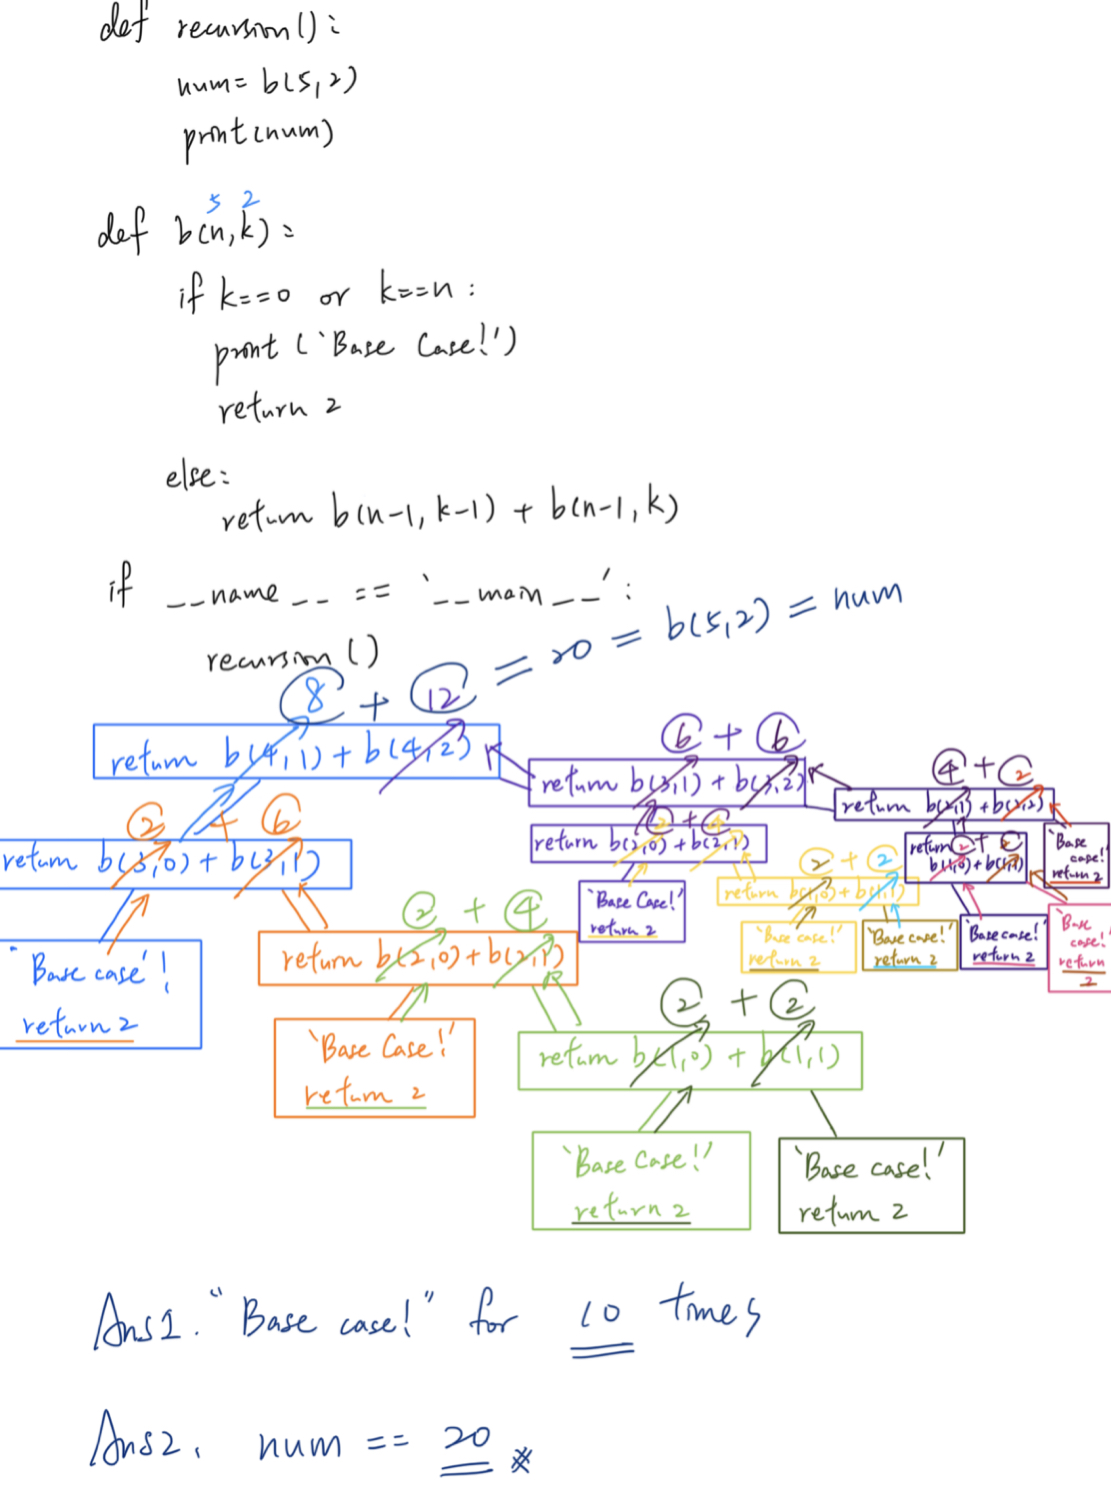 def recursion():
num= b(5,2)
print(num)
5 2
def b(n,k):
if k==0 or k==n:
print ('Base Case!')
return 2
else:
return b(n-1, k-1) + b(n-1, k)
if __name__ == '__main__':
recursion ()
8 + 12 = 20 = b(5,2) = num
return b(4,1) + b(4,2)
6 + 6
return b(3,1) + b(3,2)
4 + 2
return b(2,1) + b(2,2)
2 + 6
return b(3,0) + b(3,1)
2 + 4
return b(2,0) + b(2,1)
2 + 2
return b(1,0) + b(1,1)
'Base case!'
return 2
2 + 2
return b(1,0) + b(1,1)
'Base Case!'
return 2
'Base case!'
return 2
'Base case!'
return 2
'Base case!'
return 2
'Base case!'
return 2
'Base case'!
return 2
2 + 4
return b(2,0) + b(2,1)
'Base Case!'
return 2
2 + 2
return b(1,0) + b(1,1)
'Base Case!'
return 2
'Base case!'
return 2
Ans1. "Base case!" for 10 times
Ans2. num == 20 *